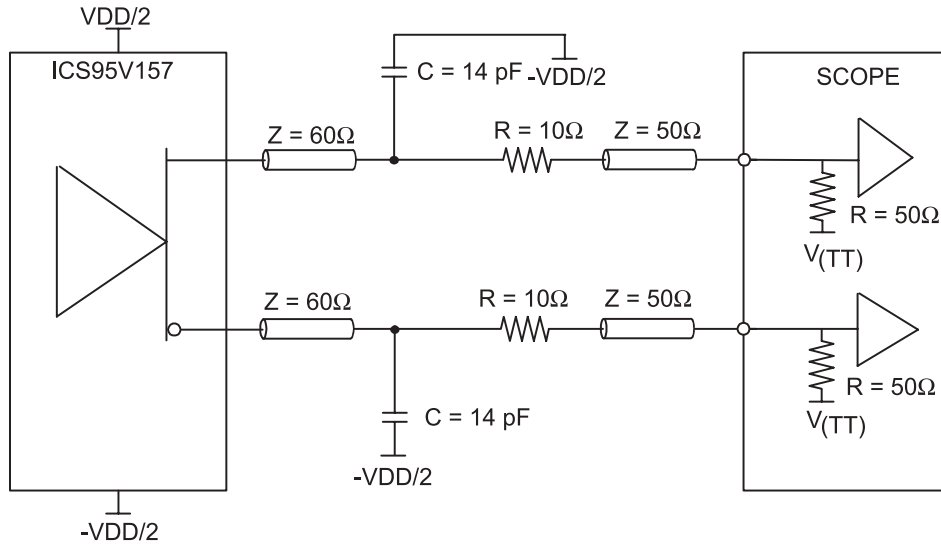 VDD/2
ICS95V157
C = 14 pF
-VDD/2
SCOPE
Z = 60Ω
R = 10Ω
Z = 50Ω
R = 50Ω
V(TT)
Z = 60Ω
R = 10Ω
Z = 50Ω
R = 50Ω
V(TT)
C = 14 pF
-VDD/2
-VDD/2